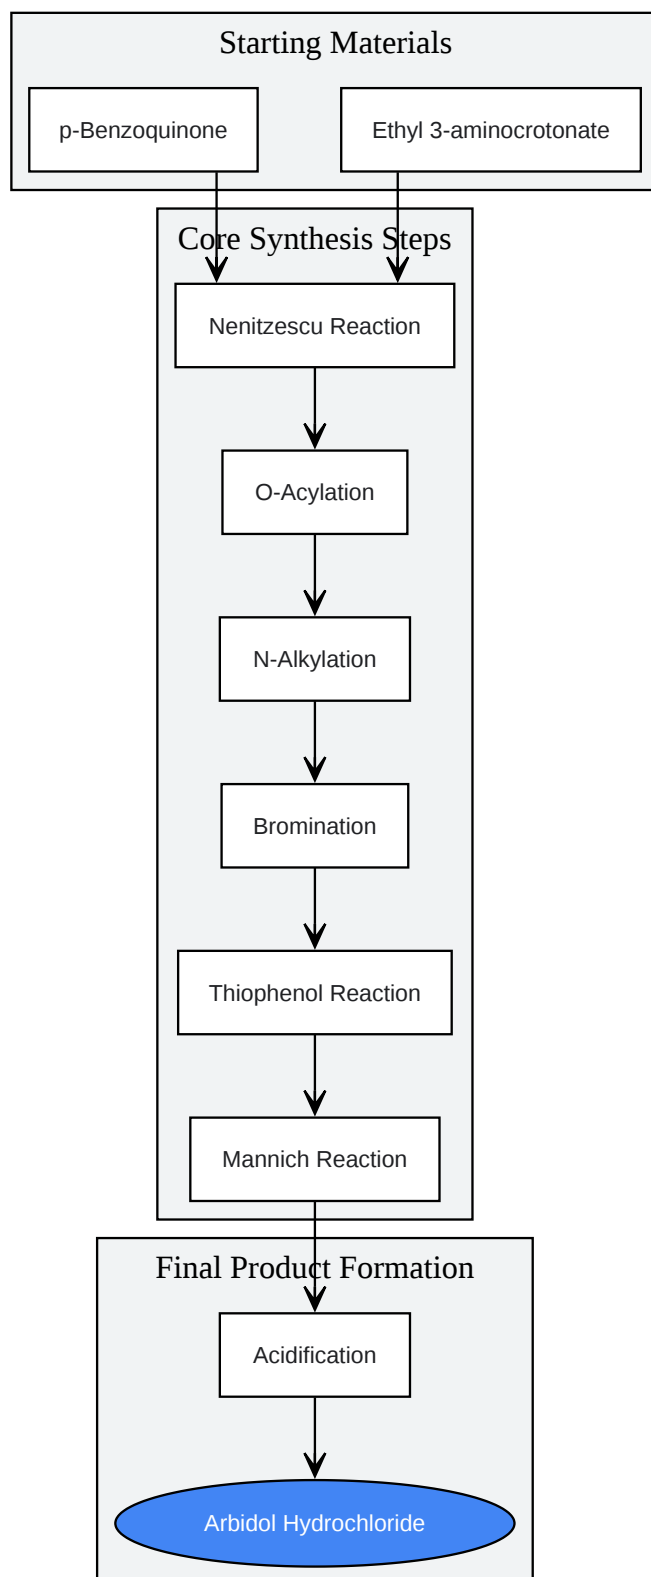 Starting Materials
p-Benzoquinone
Ethyl 3-aminocrotonate
Core Synthesis Steps
Nenitzescu Reaction
O-Acylation
N-Alkylation
Bromination
Thiophenol Reaction
Mannich Reaction
Final Product Formation
Acidification
Arbidol Hydrochloride